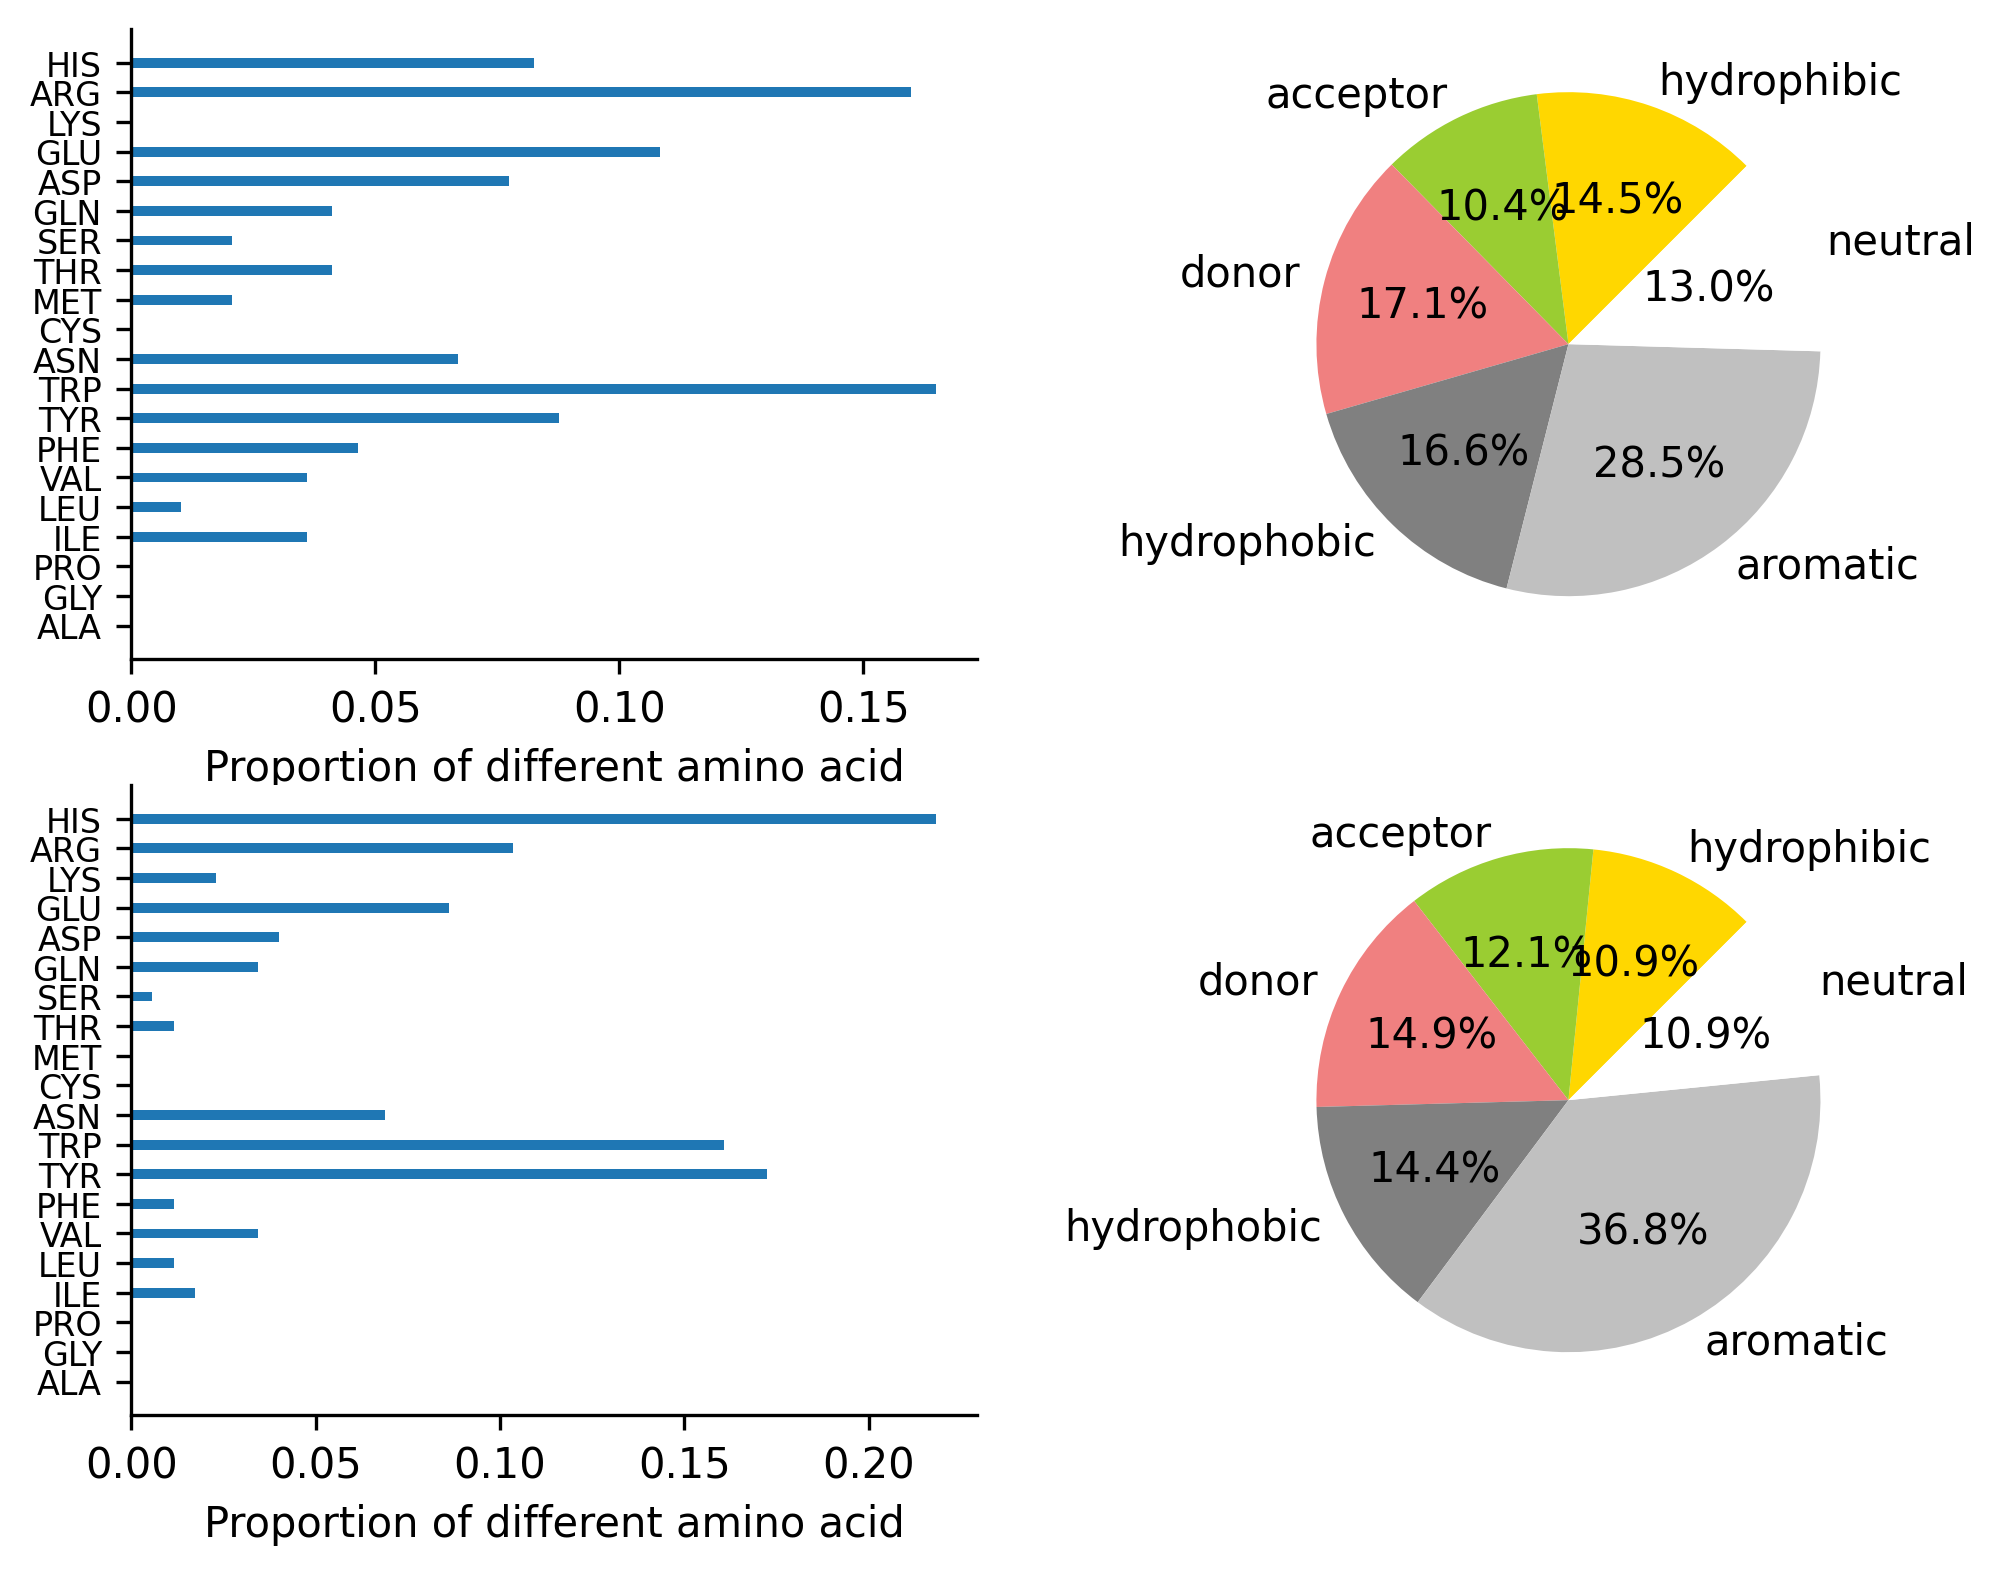 HIS
ARG
LYS
GLU
ASP
GLN
SER
THR
MET
CYS
ASN
TRP
TYR
PHE
VAL
LEU
ILE
PRO
GLY
ALA
0.00 0.05 0.10 0.15
Proportion of different amino acid
hydrophibic
acceptor
14.5%
10.4%
neutral
donor
13.0%
17.1%
16.6%
28.5%
hydrophobic
aromatic
HIS
ARG
LYS
GLU
ASP
GLN
SER
THR
MET
CYS
ASN
TRP
TYR
PHE
VAL
LEU
ILE
PRO
GLY
ALA
0.00 0.05 0.10 0.15 0.20
Proportion of different amino acid
acceptor
hydrophibic
12.1%
10.9%
donor
neutral
14.9%
10.9%
14.4%
hydrophobic
36.8%
aromatic